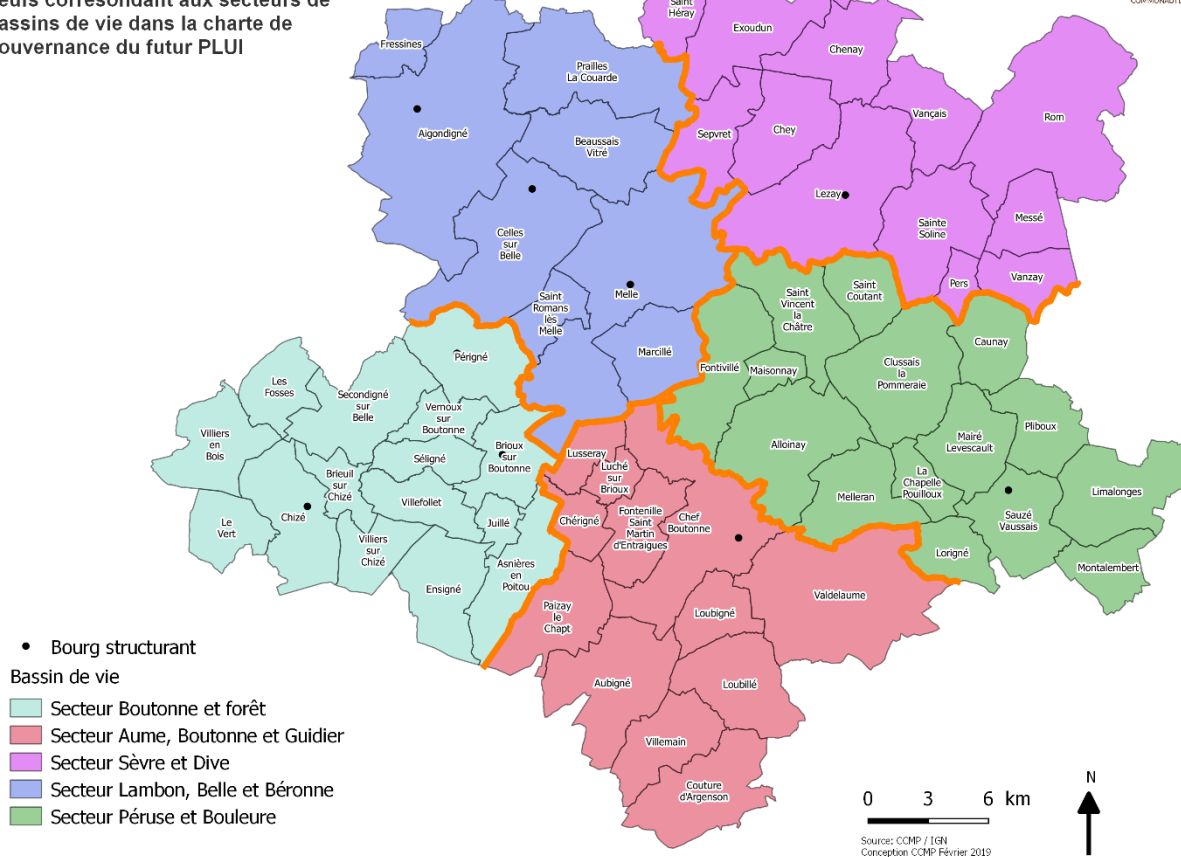 eurs corresondant aux secteurs de
assins de vie dans la charte de
ouvernance du futur PLUI
COMMUNAUTÉ
Saint
Héray
Exoudun
Chenay
Fressines
Prailles
La Couarde
Aigondigné
Beaussais
Vitré
Sepvret
Chey
Vançais
Rom
Lezay
Celles
sur
Belle
Sainte
Soline
Messé
Pers
Vanzay
Melle
Saint
Romans
lès
Melle
Marcillé
Saint
Vincent
la
Châtre
Saint
Coutant
Caunay
Périgné
Fontivillé
Maisonnay
Clussais
la
Pommeraie
Les
Fosses
Secondigné
sur
Belle
Vernoux
sur
Boutonne
Villiers
en
Bois
Séligné
Brioux
sur
Boutonne
Alloinay
Mairé
Levescault
Pliboux
Lusseray
Luché
sur
Brioux
Brieuil
sur
Chizé
Villefollet
La
Chapelle
Pouilloux
Melleran
Limalonges
Le
Vert
Chizé
Juillé
Chérigné
Fontenille
Saint
Martin
d'Entraigues
Chef
Boutonne
Sauzé
Vaussais
Villiers
sur
Chizé
Lorigné
Montalembert
Ensigné
Asnières
en
Poitou
Paizay
le
Chapt
Loubigné
Valdelaume
Aubigné
Loubillé
Villemain
Couture
d'Argenson
Bourg structurant
Bassin de vie
Secteur Boutonne et forêt
Secteur Aume, Boutonne et Guidier
Secteur Sèvre et Dive
Secteur Lambon, Belle et Béronne
Secteur Péruse et Bouleure
0 3 6 km
N
Source: CCMP / IGN
Conception CCMP Février 2019